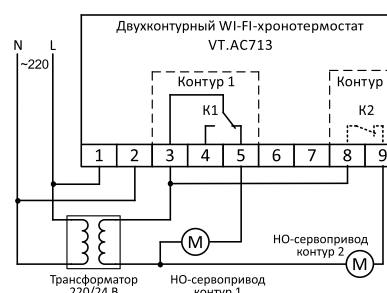 Двухконтурный WI-FI-хронотермостат
VT.AC713
N L
~220
Контур 1
Контур
К1
К2
1 2 3 4 5 6 7 8 9
М
НО-сервопривод
контур 2
М
Трансформатор
220/24 В
НО-сервопривод
контур 1